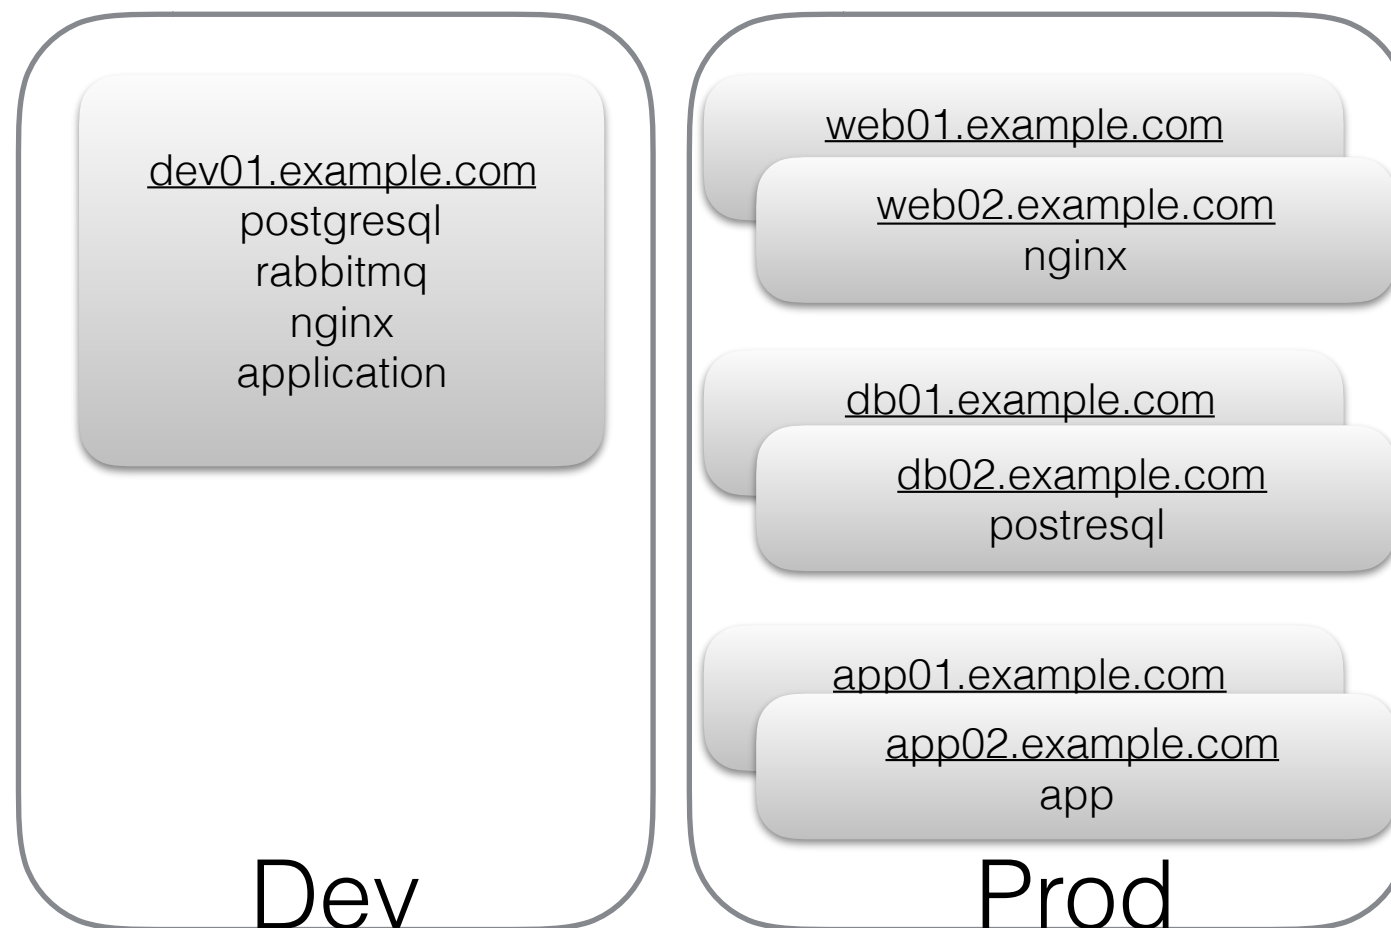 dev01.example.com
postgresql
rabbitmq
nginx
application
Dev
web01.example.com
web02.example.com
nginx
db01.example.com
db02.example.com
postresql
app01.example.com
app02.example.com
app
Prod